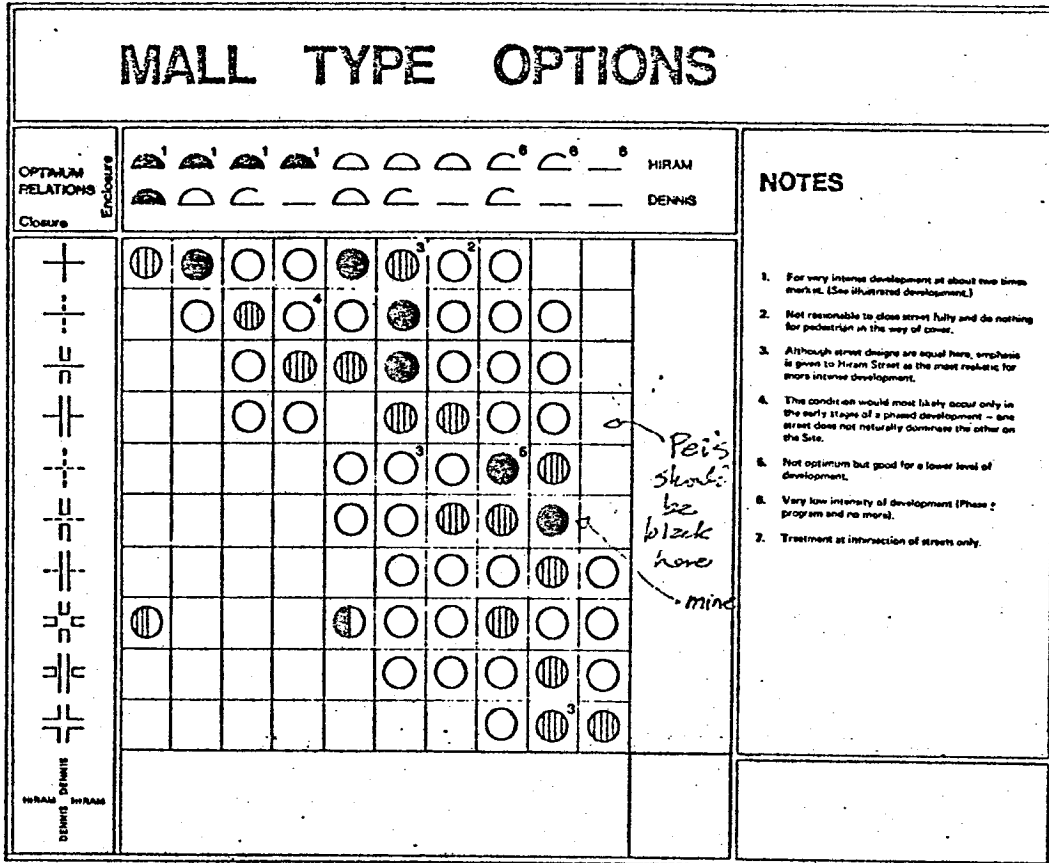 MALL TYPE OPTIONS
OPTIMUM
RELATIONS
Closure
Enclosure
1 1 1 1 6 6 6 HIRAM
DENNIS
3 2
4
3 5
3
HIRAM HIRAM
DENNIS DENNIS
Pei's
should
be
black
here
mine
NOTES
1. For very intense development at about two times
market. (See illustrated development.)
2. Not reasonable to close street fully and do nothing
for pedestrian in the way of cover.
3. Although street designs are equal here, emphasis
is given to Hiram Street as the most realistic for
more intense development.
4. This condition would most likely occur only in
the early stages of a phased development – one
street does not naturally dominate the other on
the Site.
5. Not optimum but good for a lower level of
development.
6. Very low intensity of development (Phase
program and no more).
7. Treatment at intersection of streets only.